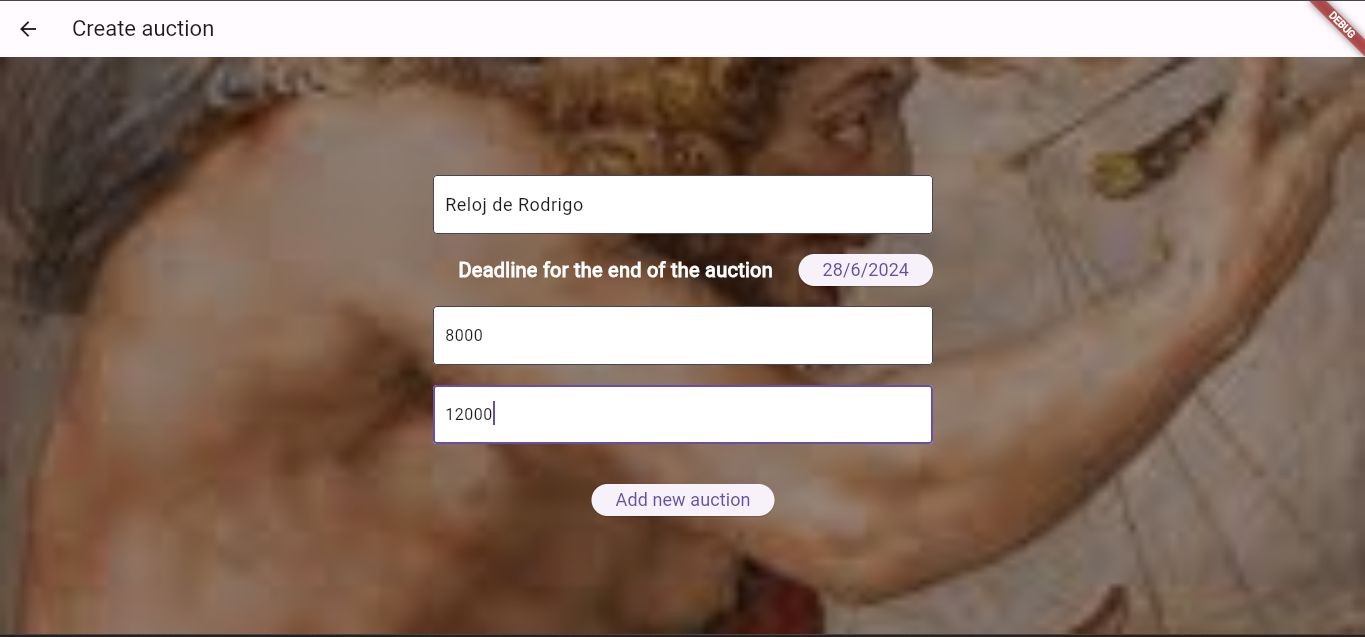 Create auction
DEBUG
Reloj de Rodrigo
Deadline for the end of the auction 28/6/2024
8000
12000
Add new auction